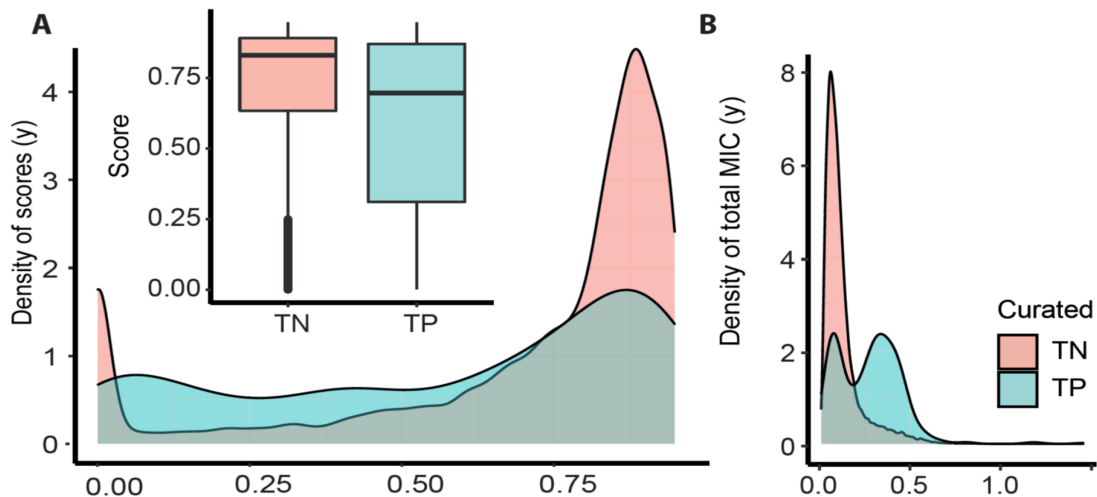 A
Density of scores (y)
4
3
2
1
0
0.00
0.25
0.50
0.75
Score
0.75
0.50
0.25
0.00
TN
TP
B
Density of total MIC (y)
8
6
4
2
0
0.0
0.5
1.0
Curated
TN
TP